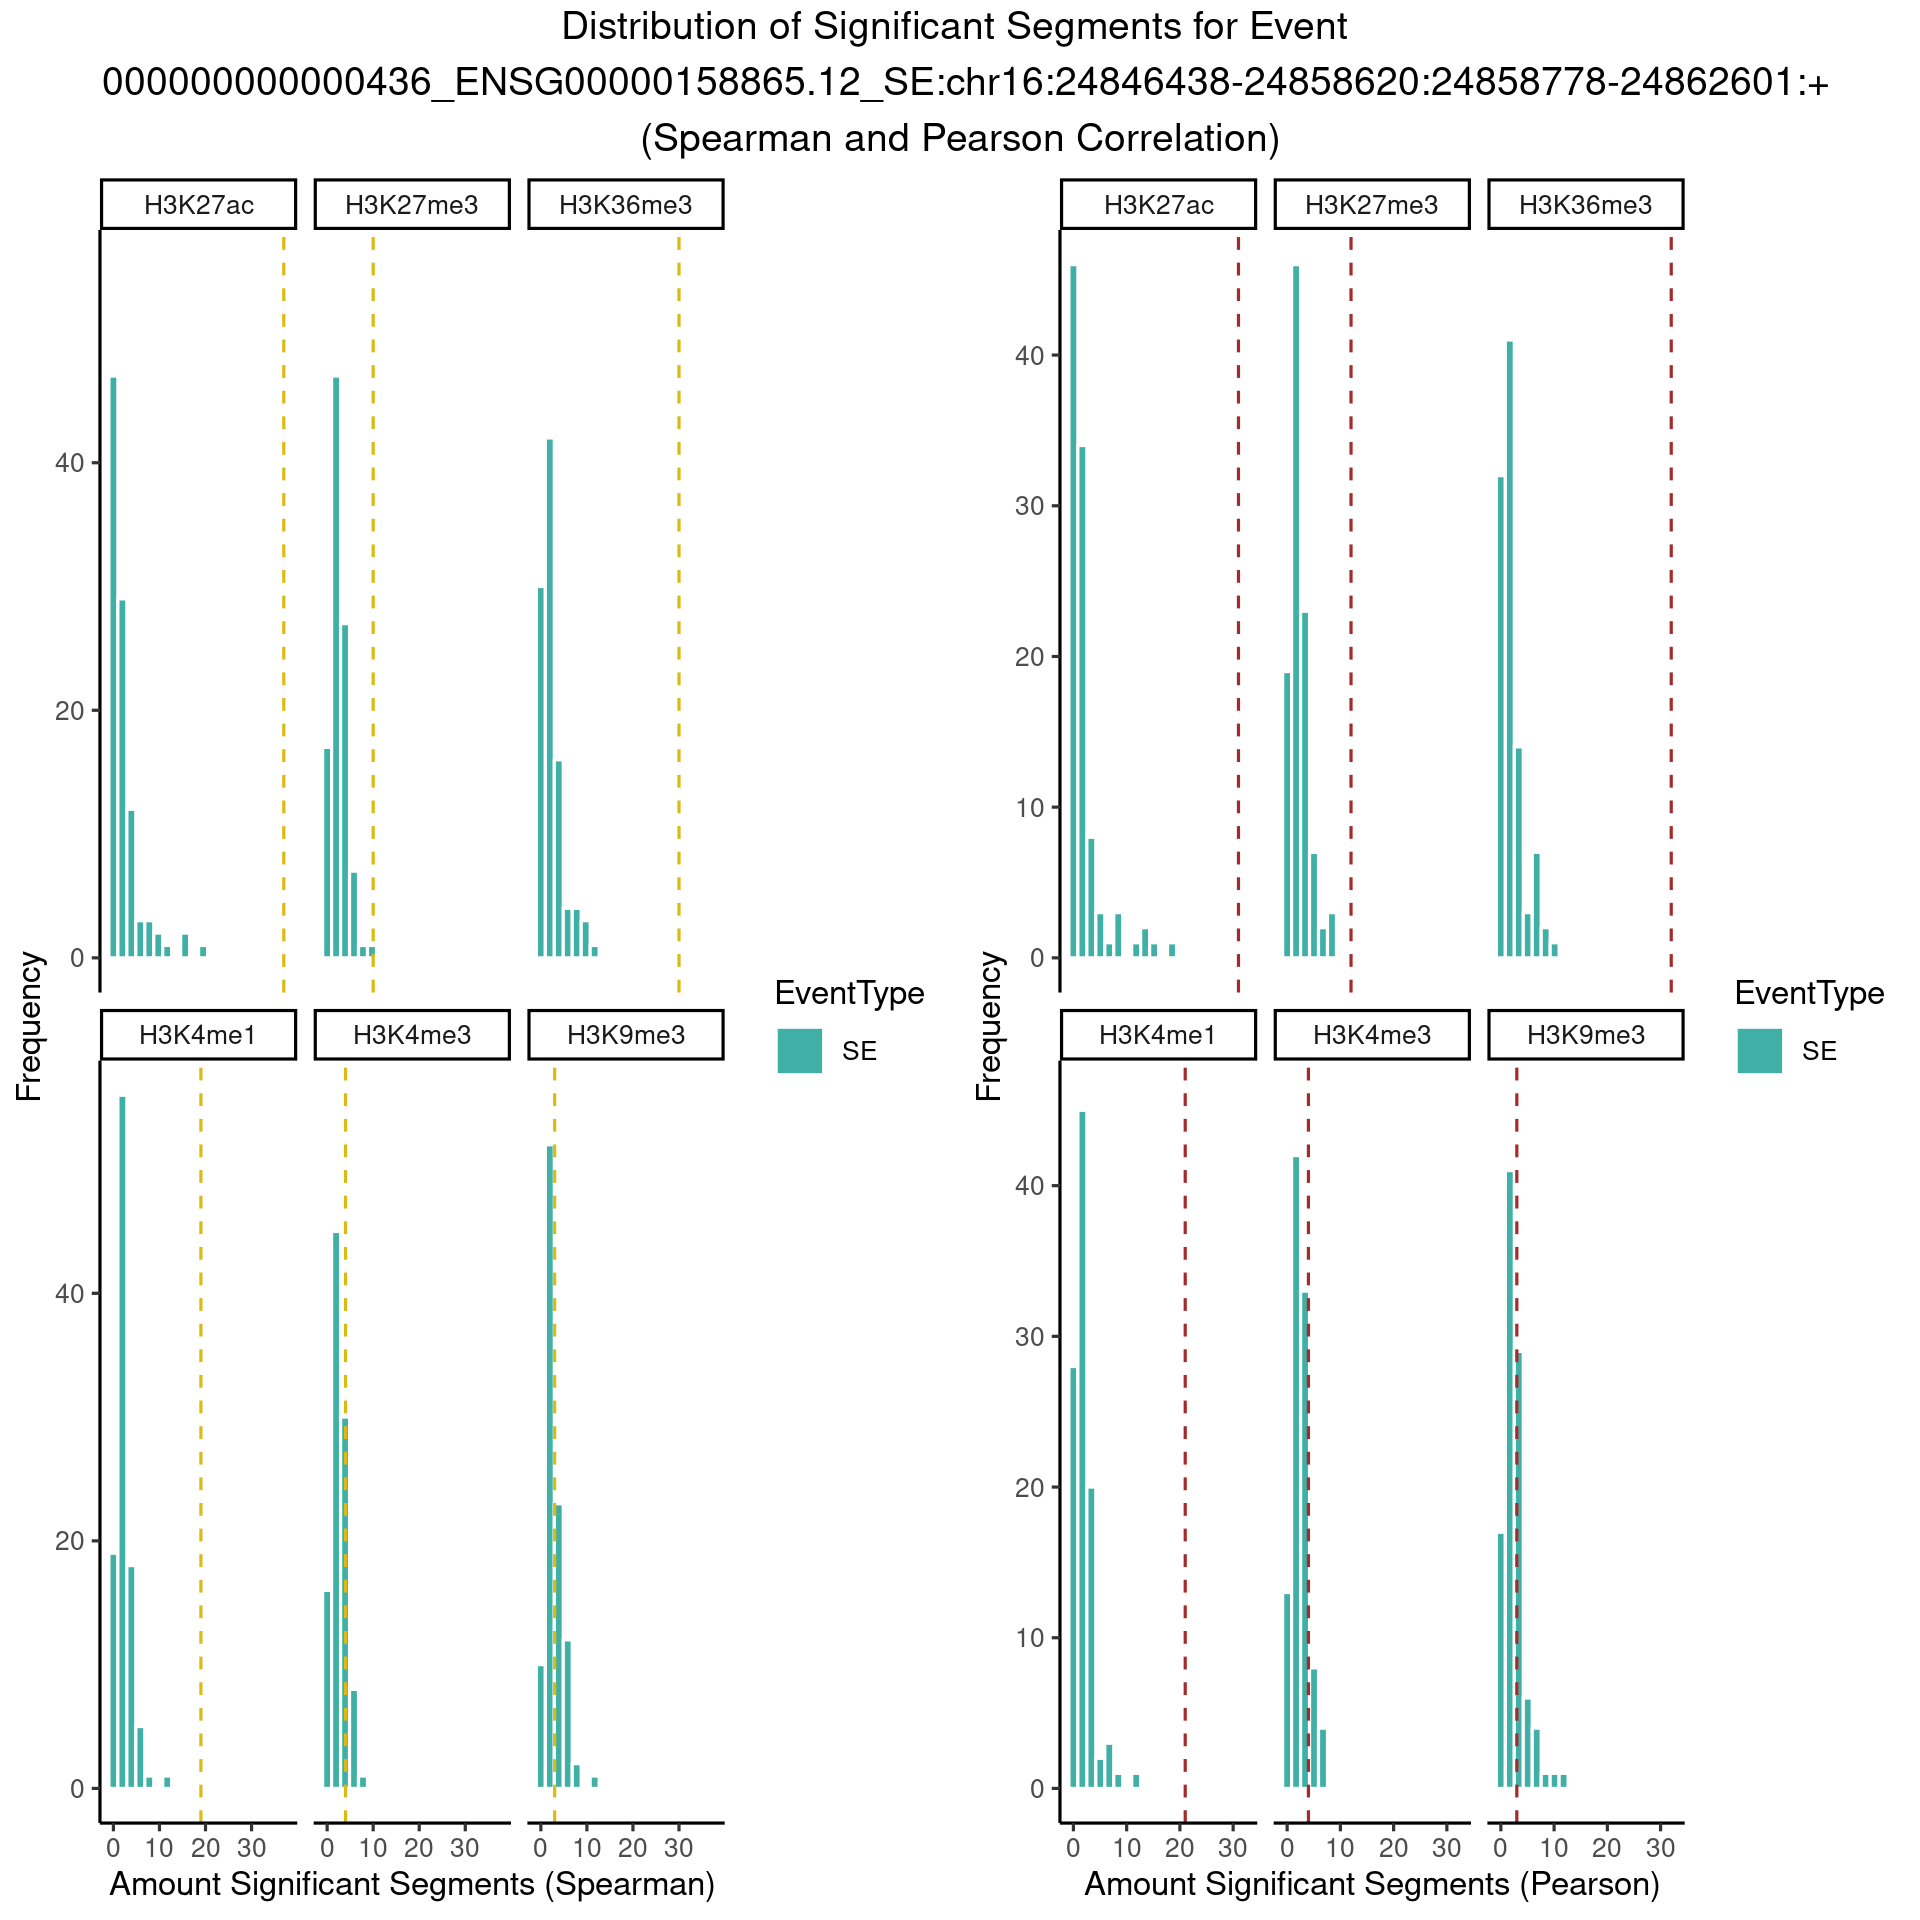 Distribution of Significant Segments for Event
000000000000436_ENSG00000158865.12_SE:chr16:24846438-24858620:24858778-24862601:+
(Spearman and Pearson Correlation)
H3K27ac H3K27me3 H3K36me3
40
20
0
H3K4me1 H3K4me3 H3K9me3
40
20
0
0 10 20 30 0 10 20 30 0 10 20 30
Frequency
Amount Significant Segments (Spearman)
EventType
SE
H3K27ac H3K27me3 H3K36me3
40
30
20
10
0
H3K4me1 H3K4me3 H3K9me3
40
30
20
10
0
0 10 20 30 0 10 20 30 0 10 20 30
Frequency
Amount Significant Segments (Pearson)
EventType
SE